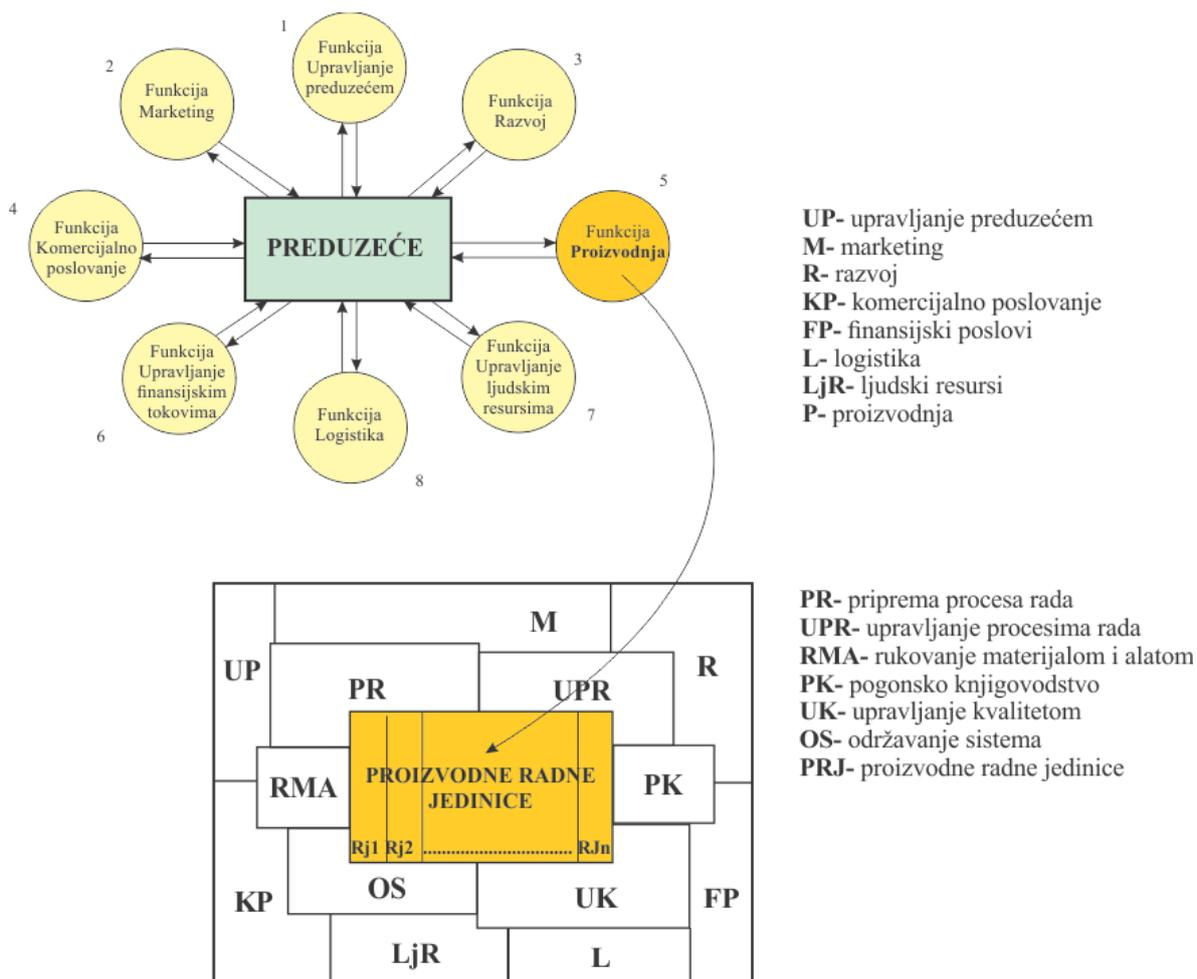 1
Funkcija
Upravljanje
preduzećem
2
Funkcija
Marketing
3
Funkcija
Razvoj
4
Funkcija
Komercijalno
poslovanje
PREDUZEĆE
5
Funkcija
Proizvodnja
6
Funkcija
Upravljanje
finansijskim
tokovima
Funkcija
Logistika
8
Funkcija
Upravljanje
ljudskim
resursima
7
UP- upravljanje preduzećem
M- marketing
R- razvoj
KP- komercijalno poslovanje
FP- finansijski poslovi
L- logistika
LjR- ljudski resursi
P- proizvodnja
M
UP
R
PR
UPR
RMA
PROIZVODNE RADNE
JEDINICE
PK
Rj1 Rj2 ................................ RJn
OS
UK
KP
FP
LjR
L
PR- priprema procesa rada
UPR- upravljanje procesima rada
RMA- rukovanje materijalom i alatom
PK- pogonsko knjigovodstvo
UK- upravljanje kvalitetom
OS- održavanje sistema
PRJ- proizvodne radne jedinice